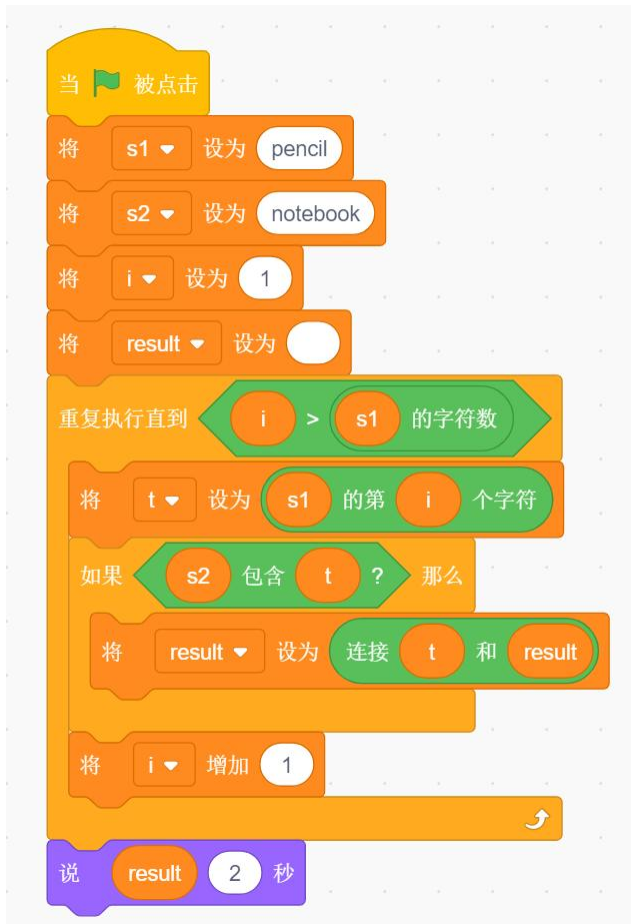 当 被点击
将 s1 设为 pencil
将 s2 设为 notebook
将 i 设为 1
将 result 设为
重复执行直到 i > s1 的字符数
将 t 设为 s1 的第 i 个字符
如果 s2 包含 t ? 那么
将 result 设为 连接 t 和 result
将 i 增加 1
说 result 2 秒